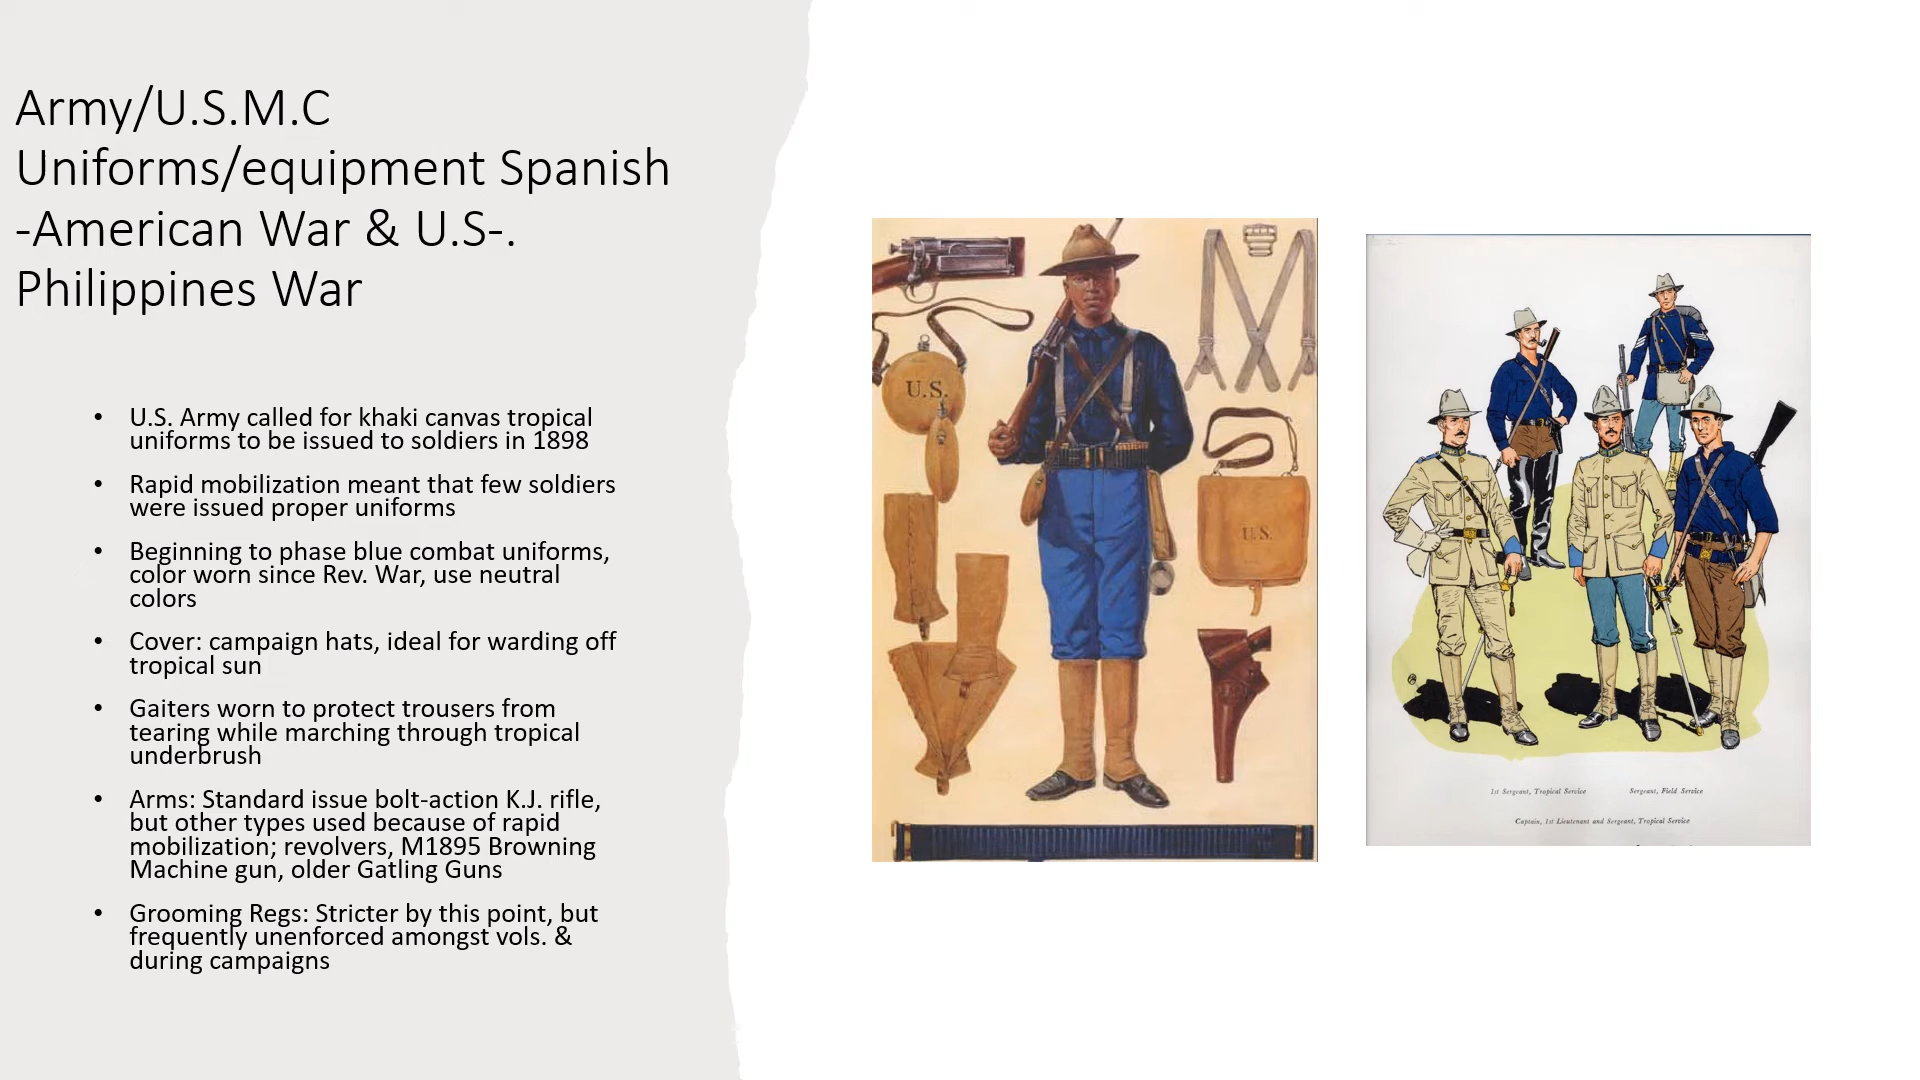 Army/U.S.M.C
Uniforms/equipment Spanish
-American War & U.S-.
Philippines War
• U.S. Army called for khaki canvas tropical
uniforms to be issued to soldiers in 1898
• Rapid mobilization meant that few soldiers
were issued proper uniforms
• Beginning to phase blue combat uniforms,
color worn since Rev. War, use neutral
colors
• Cover: campaign hats, ideal for warding off
tropical sun
• Gaiters worn to protect trousers from
tearing while marching through tropical
underbrush
• Arms: Standard issue bolt-action K.J. rifle,
but other types used because of rapid
mobilization; revolvers, M1895 Browning
Machine gun, older Gatling Guns
• Grooming Regs: Stricter by this point, but
frequently unenforced amongst vols. &
during campaigns
U.S.
U.S.
1st Sergeant, Tropical Service
Sergeant, Field Service
Captain, 1st Lieutenant and Sergeant, Tropical Service